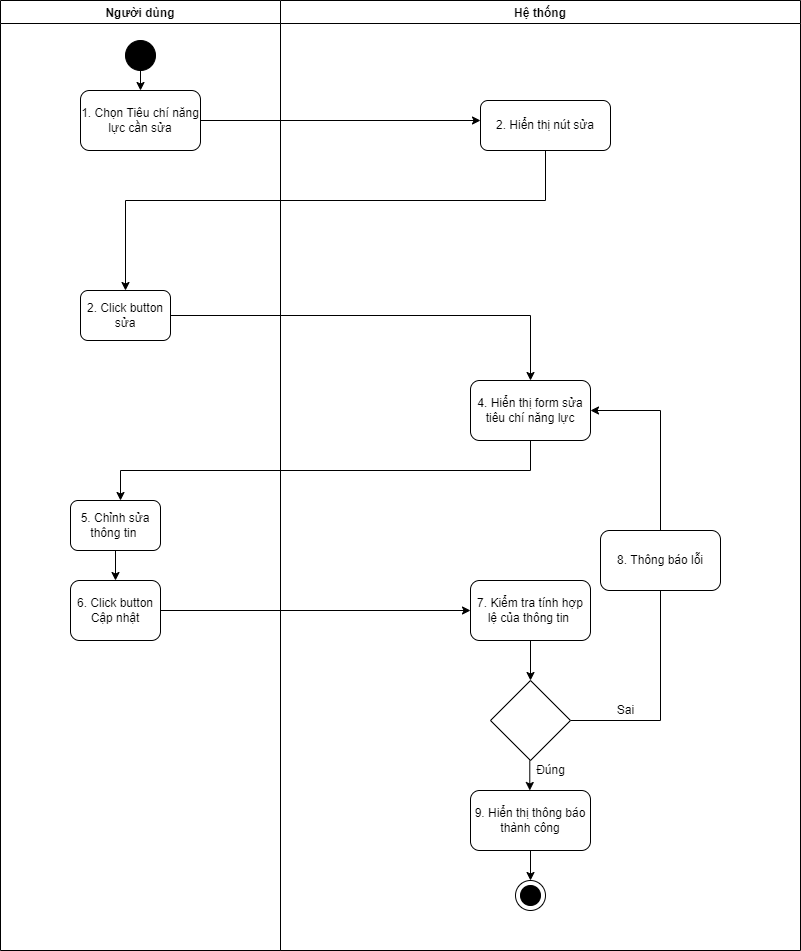 Người dùng
Hệ thống
1. Chọn Tiêu chí năng
lực cần sửa
2. Hiển thị nút sửa
2. Click button
sửa
4. Hiển thị form sửa
tiêu chí năng lực
5. Chỉnh sửa
thông tin
8. Thông báo lỗi
6. Click button
Cập nhật
7. Kiểm tra tính hợp
lệ của thông tin
Sai
Đúng
9. Hiển thị thông báo
thành công